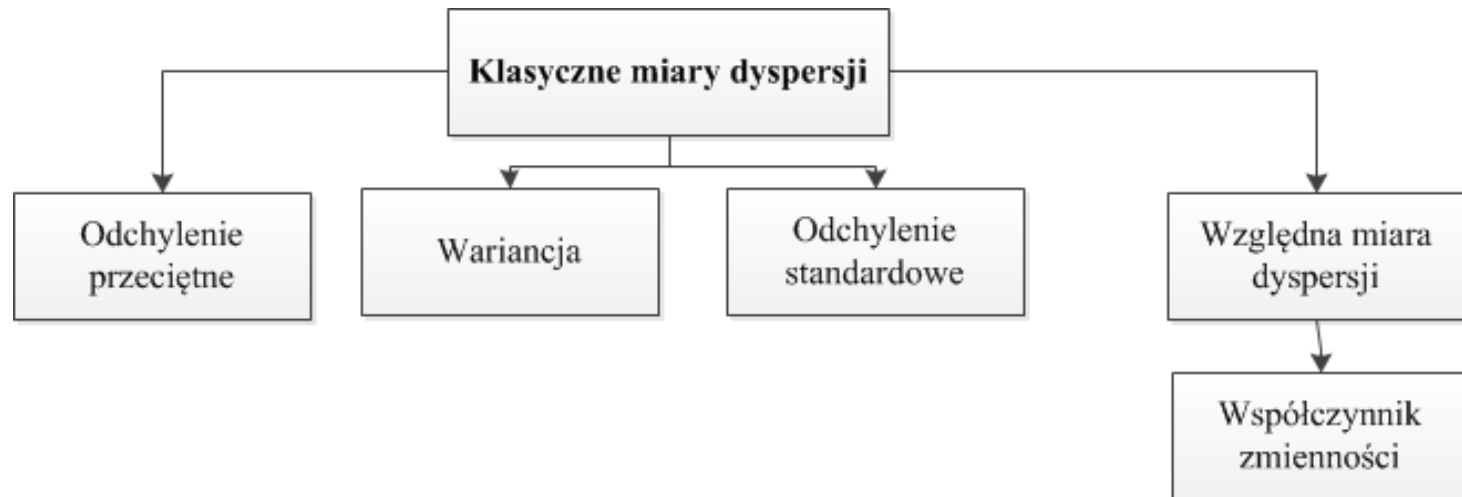 Klasyczne miary dyspersji
Odchylenie
przeciętne
Wariancja
Odchylenie
standardowe
Względna miara
dyspersji
Współczynnik
zmienności